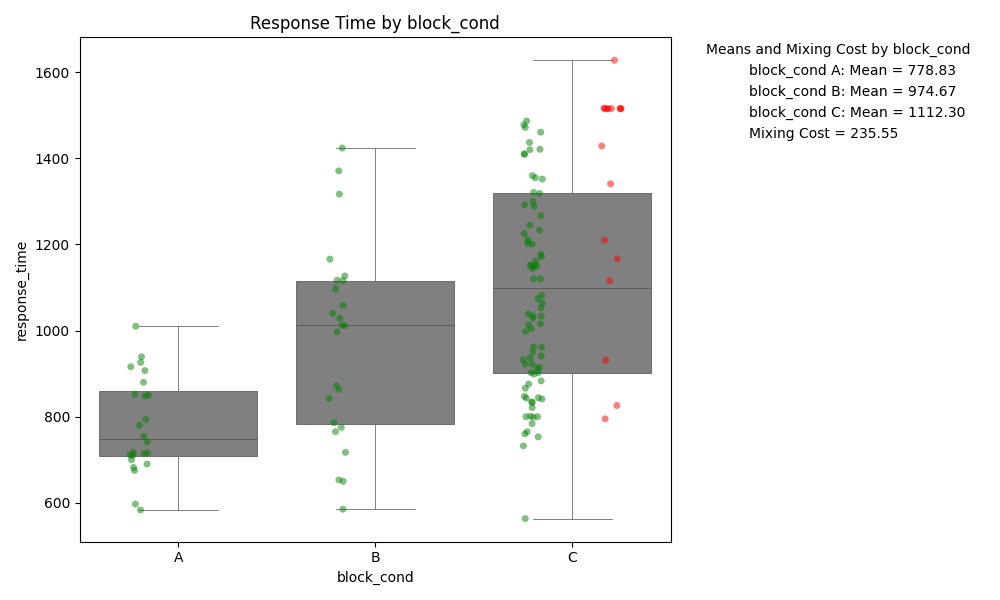 Response Time by block_cond
Means and Mixing Cost by block_cond
block_cond A: Mean = 778.83
block_cond B: Mean = 974.67
block_cond C: Mean = 1112.30
Mixing Cost = 235.55
response_time
1600
1400
1200
1000
800
600
A
B
C
block_cond